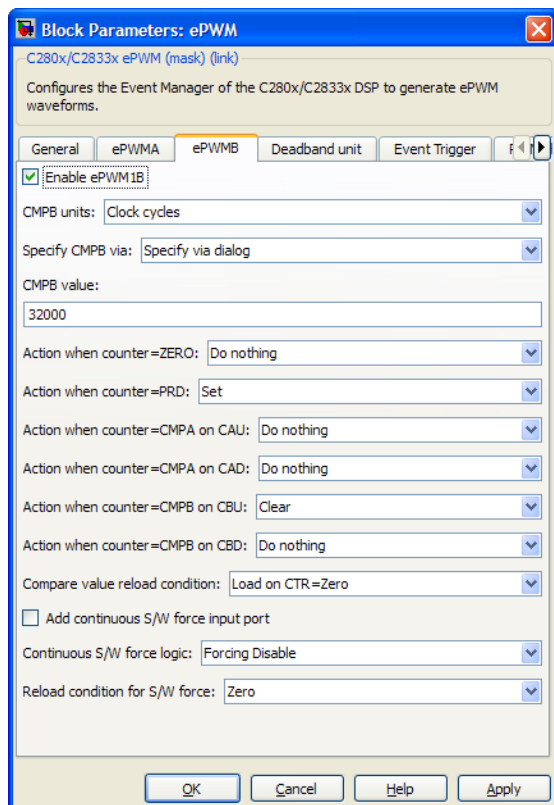 Block Parameters: ePWM
C280x/C2833x ePWM (mask) (link)
Configures the Event Manager of the C280x/C2833x DSP to generate ePWM
waveforms.
General ePWMA ePWMB Deadband unit Event Trigger
Enable ePWM1B
CMPB units: Clock cycles
Specify CMPB via: Specify via dialog
CMPB value:
32000
Action when counter=ZERO: Do nothing
Action when counter=PRD: Set
Action when counter=CMPA on CAU: Do nothing
Action when counter=CMPA on CAD: Do nothing
Action when counter=CMPB on CBU: Clear
Action when counter=CMPB on CBD: Do nothing
Compare value reload condition: Load on CTR=Zero
Add continuous S/W force input port
Continuous S/W force logic: Forcing Disable
Reload condition for S/W force: Zero
OK Cancel Help Apply